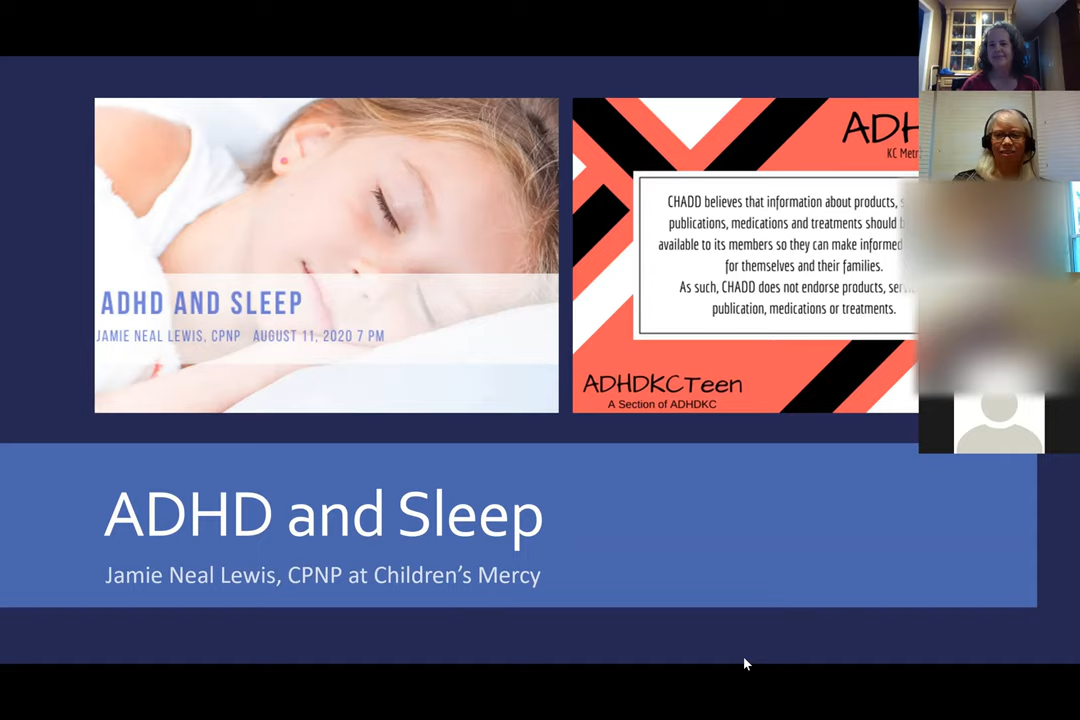 ADHD AND SLEEP
JAMIE NEAL LEWIS, CPNP AUGUST 11, 2020 7 PM
KC
CHADD believes that information about products,
publications, medications and treatments should
available to its members so they can make informed
for themselves and their families.
As such, CHADD does not endorse products,
publication, medications or treatments.
ADHDKCTeen
A Section of ADHDKC
ADHD and Sleep
Jamie Neal Lewis, CPNP at Children's Mercy